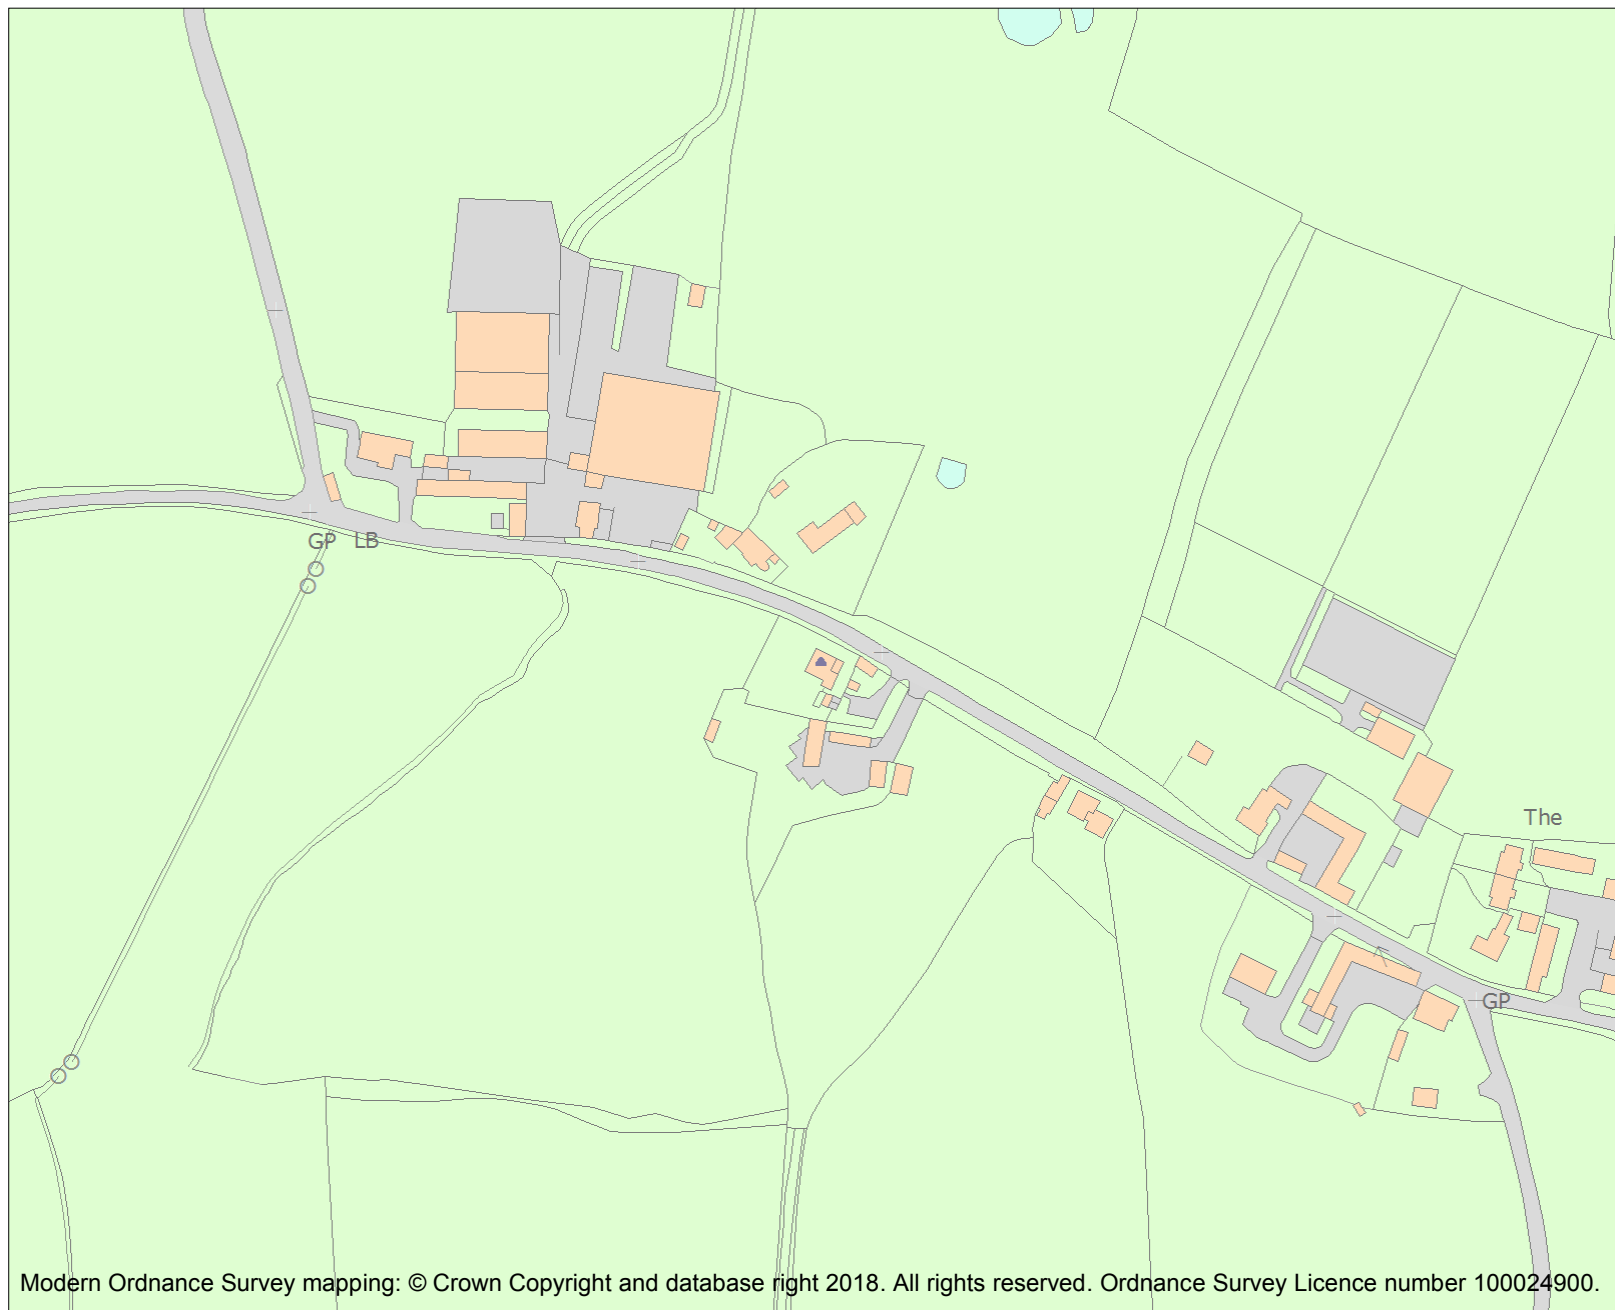 GP LB
The
GP
Modern Ordnance Survey mapping: © Crown Copyright and database right 2018. All rights reserved. Ordnance Survey Licence number 100024900.